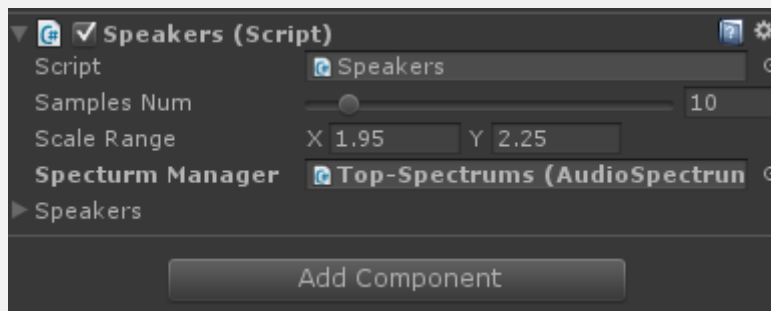 Speakers (Script)
Script Speakers
Samples Num 10
Scale Range X 1.95 Y 2.25
Specturm Manager Top-Spectrums (AudioSpectrun
Speakers
Add Component